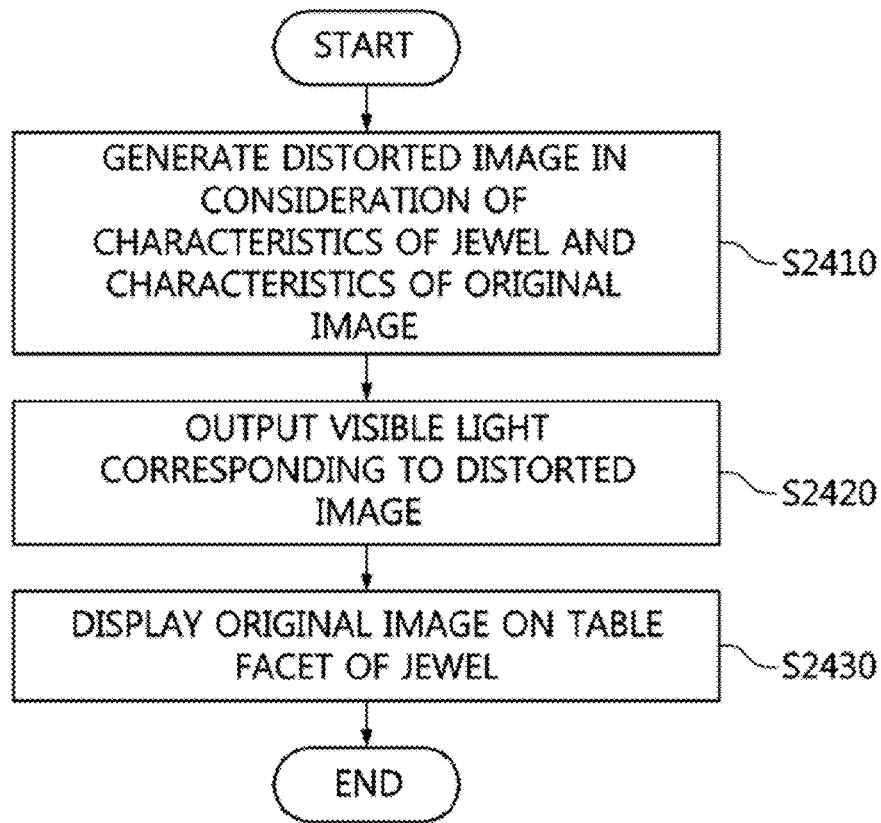 START
GENERATE DISTORTED IMAGE IN
CONSIDERATION OF
CHARACTERISTICS OF JEWEL AND
CHARACTERISTICS OF ORIGINAL
IMAGE
S2410
OUTPUT VISIBLE LIGHT
CORRESPONDING TO DISTORTED
IMAGE
S2420
DISPLAY ORIGINAL IMAGE ON TABLE
FACET OF JEWEL
S2430
END